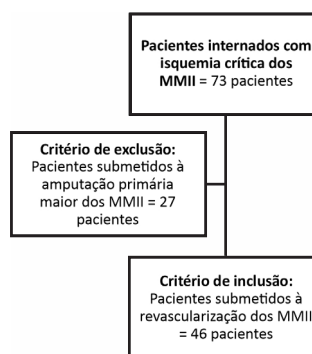 Pacientes internados com
isquemia crítica dos
MMII = 73 pacientes
Critério de exclusão:
Pacientes submetidos à
amputação primária
maior dos MMII = 27
pacientes
Critério de inclusão:
Pacientes submetidos à
revascularização dos MMII
= 46 pacientes